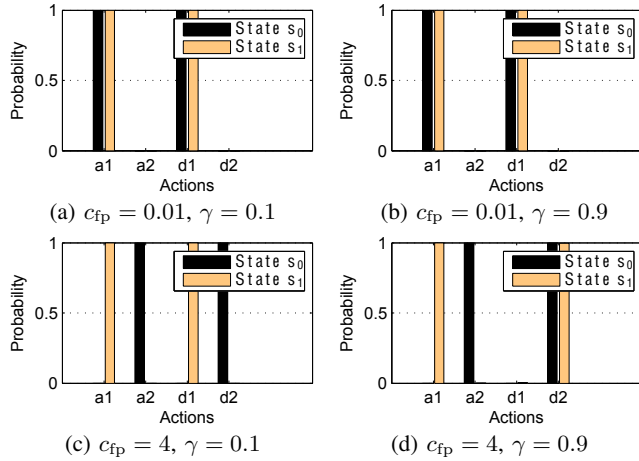 1
0.5
0
Probability
State s0
State s1
a1 a2 d1 d2
Actions
(a) cfp = 0.01, γ = 0.1
1
0.5
0
Probability
State s0
State s1
a1 a2 d1 d2
Actions
(b) cfp = 0.01, γ = 0.9
1
0.5
0
Probability
State s0
State s1
a1 a2 d1 d2
Actions
(c) cfp = 4, γ = 0.1
1
0.5
0
Probability
State s0
State s1
a1 a2 d1 d2
Actions
(d) cfp = 4, γ = 0.9